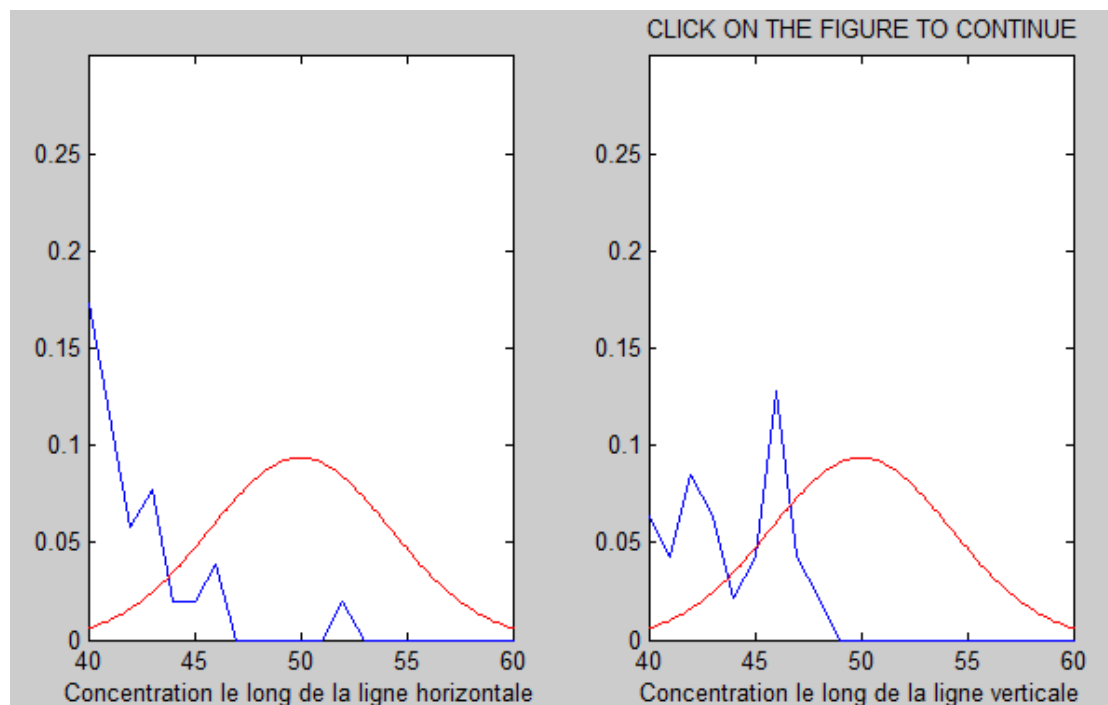 CLICK ON THE FIGURE TO CONTINUE
0.25
0.2
0.15
0.1
0.05
0
40 45 50 55 60
Concentration le long de la ligne horizontale
0.25
0.2
0.15
0.1
0.05
0
40 45 50 55 60
Concentration le long de la ligne verticale